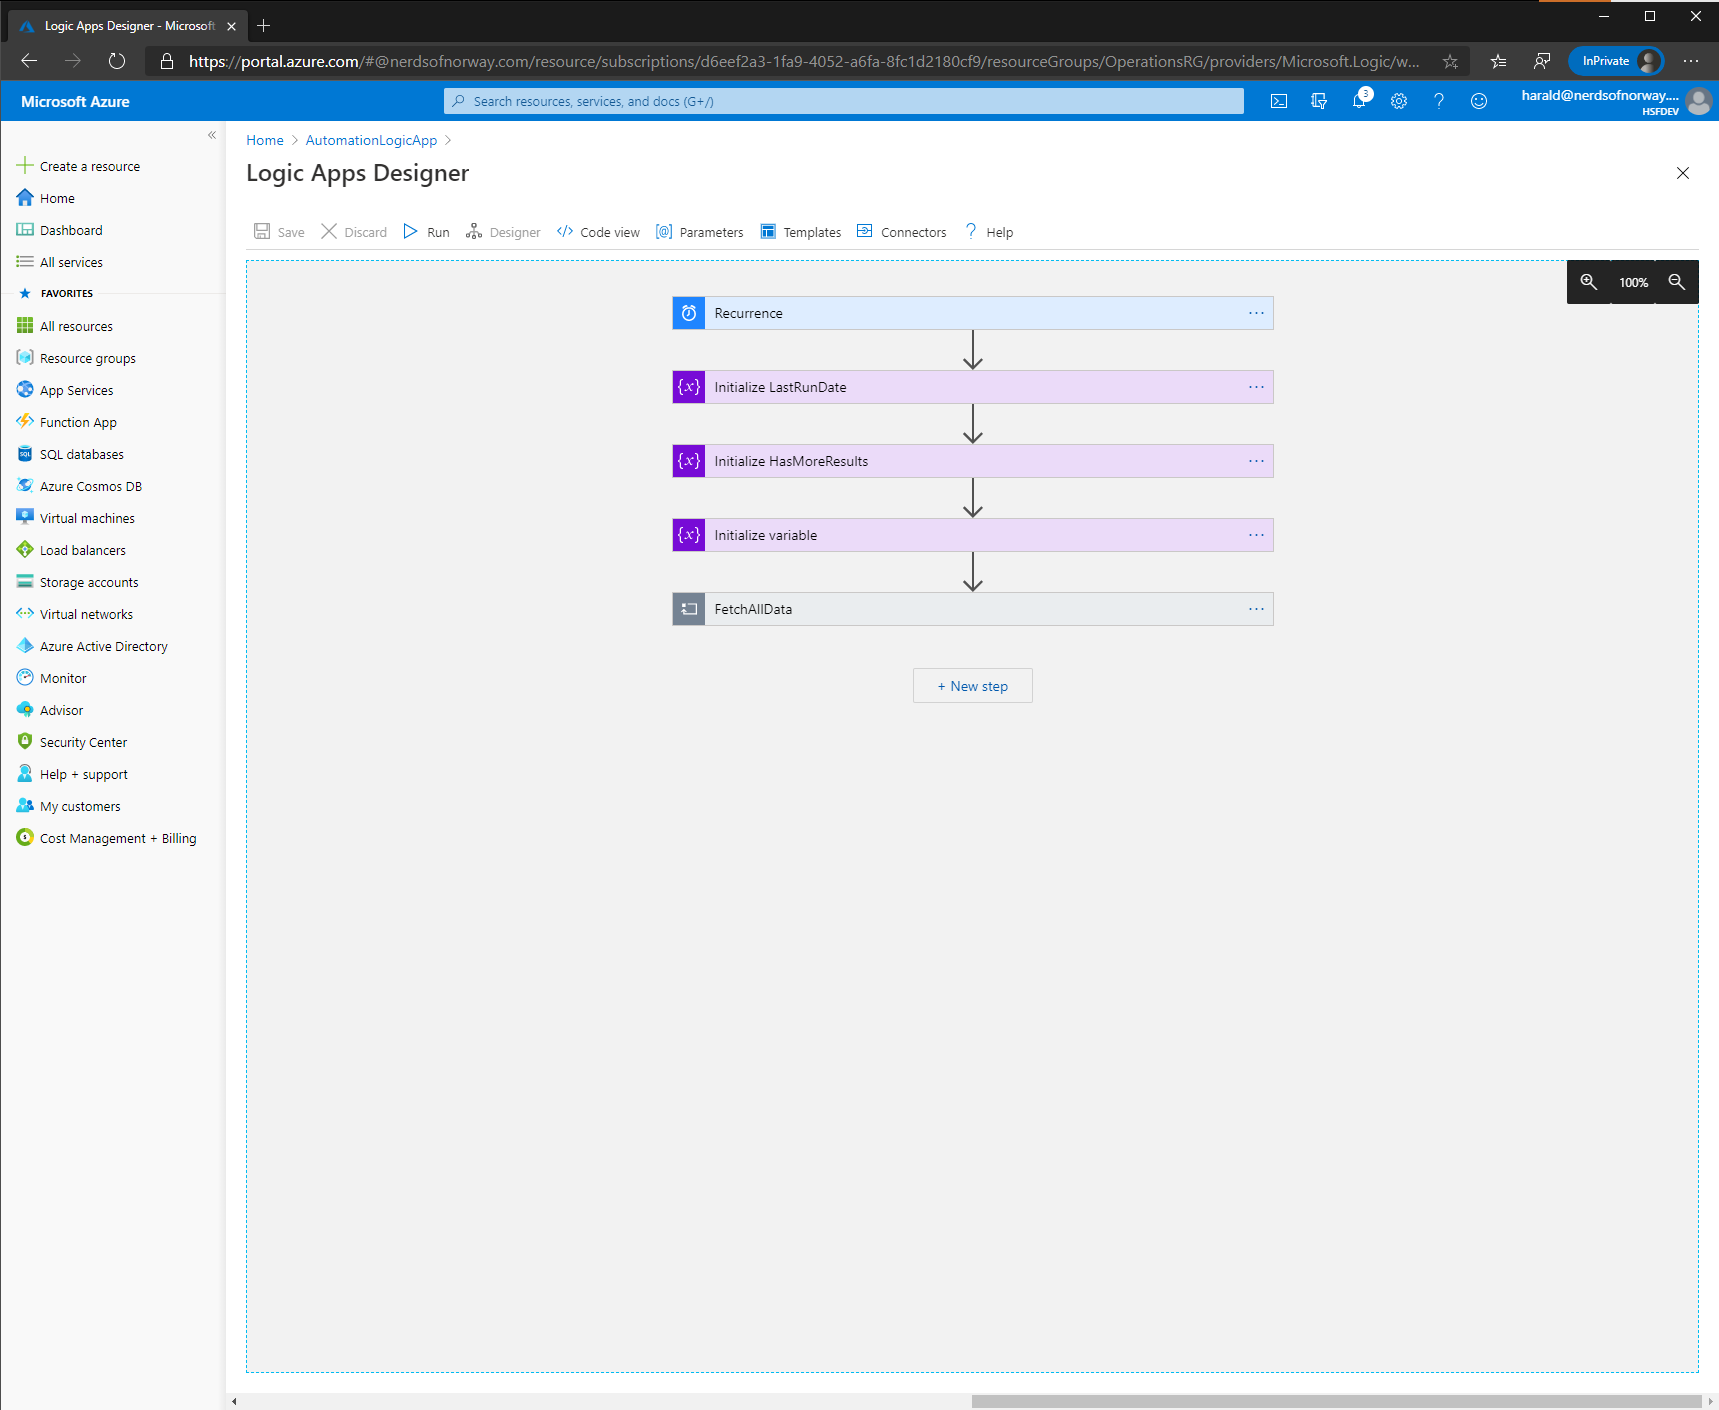 Logic Apps Designer - Microsoft
https://portal.azure.com/#@nerdsofnorway.com/resource/subscriptions/d6eef2a3-1fa9-4052-a6fa-8fc1d2180cf9/resourceGroups/OperationsRG/providers/Microsoft.Logic/w...
InPrivate
Microsoft Azure
Search resources, services, and docs (G+/)
3
harald@nerdsofnorway....
HSFDEV
Create a resource
Home
Dashboard
All services
FAVORITES
All resources
Resource groups
App Services
Function App
SQL databases
Azure Cosmos DB
Virtual machines
Load balancers
Storage accounts
Virtual networks
Azure Active Directory
Monitor
Advisor
Security Center
Help + support
My customers
Cost Management + Billing
Home > AutomationLogicApp >
Logic Apps Designer
Save Discard Run Designer Code view Parameters Templates Connectors Help
100%
Recurrence
{x} Initialize LastRunDate
{x} Initialize HasMoreResults
{x} Initialize variable
FetchAllData
+ New step